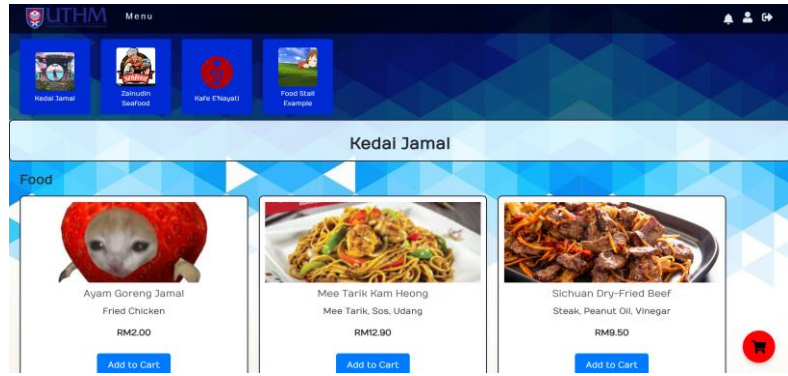 UTHM
Menu
Kedai Jamal
Zainudin
Seafood
Kafe E'Nayati
Food Stall
Example
Kedai Jamal
Food
Ayam Goreng Jamal
Fried Chicken
RM2.00
Add to Cart
Mee Tarik Kam Heong
Mee Tarik, Sos, Udang
RM12.90
Add to Cart
Sichuan Dry-Fried Beef
Steak, Peanut Oil, Vinegar
RM9.50
Add to Cart